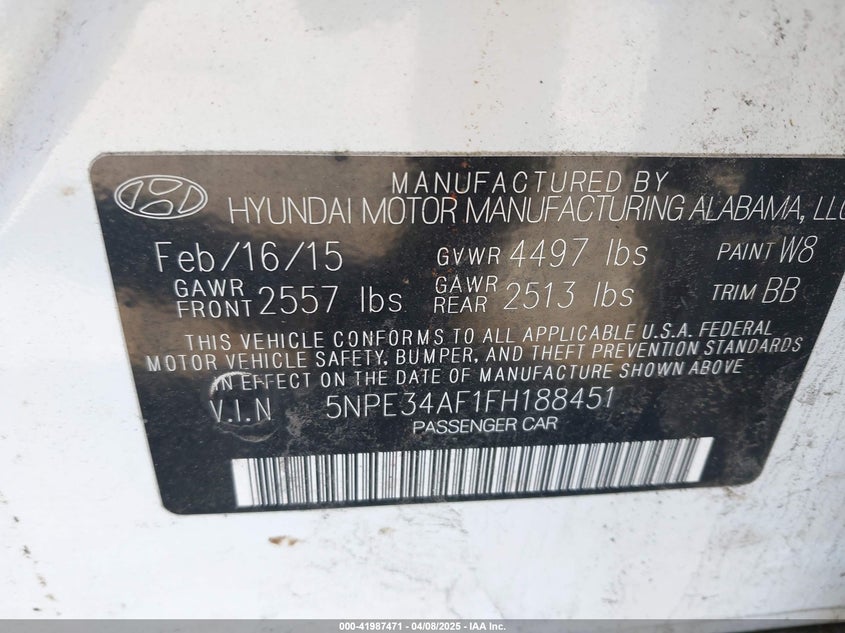 MANUFACTURED BY
HYUNDAI MOTOR MANUFACTURING ALABAMA, LLC
Feb/16/15 GVWR 4497 lbs PAINT W8
GAWR FRONT 2557 lbs GAWR REAR 2513 lbs TRIM BB
THIS VEHICLE CONFORMS TO ALL APPLICABLE U.S.A. FEDERAL
MOTOR VEHICLE SAFETY, BUMPER, AND THEFT PREVENTION STANDARDS
IN EFFECT ON THE DATE OF MANUFACTURE SHOWN ABOVE
V.I.N 5NPE34AF1FH188451
PASSENGER CAR
000-41987471 - 04/08/2025 - IAA Inc.